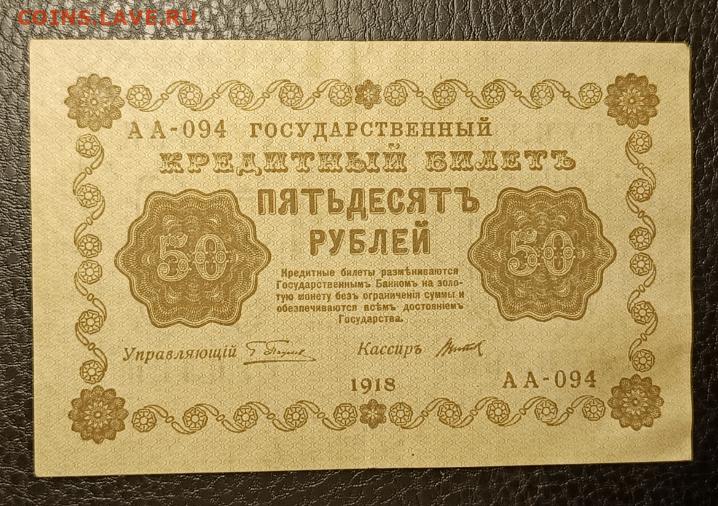 COINS.LAVE.RU
АА-094 ГОСУДАРСТВЕННЫЙ
КРЕДИТНЫЙ БИЛЕТЪ
ПЯТЬДЕСЯТЪ
РУБЛЕЙ
50
50
Кредитные билеты размѣниваются
Государственнымъ Банкомъ на золо-
тую монету безъ ограниченія суммы и
обезпечиваются всѣмъ достояніемъ
Государства.
Управляющій
Кассиръ
1918
АА-094